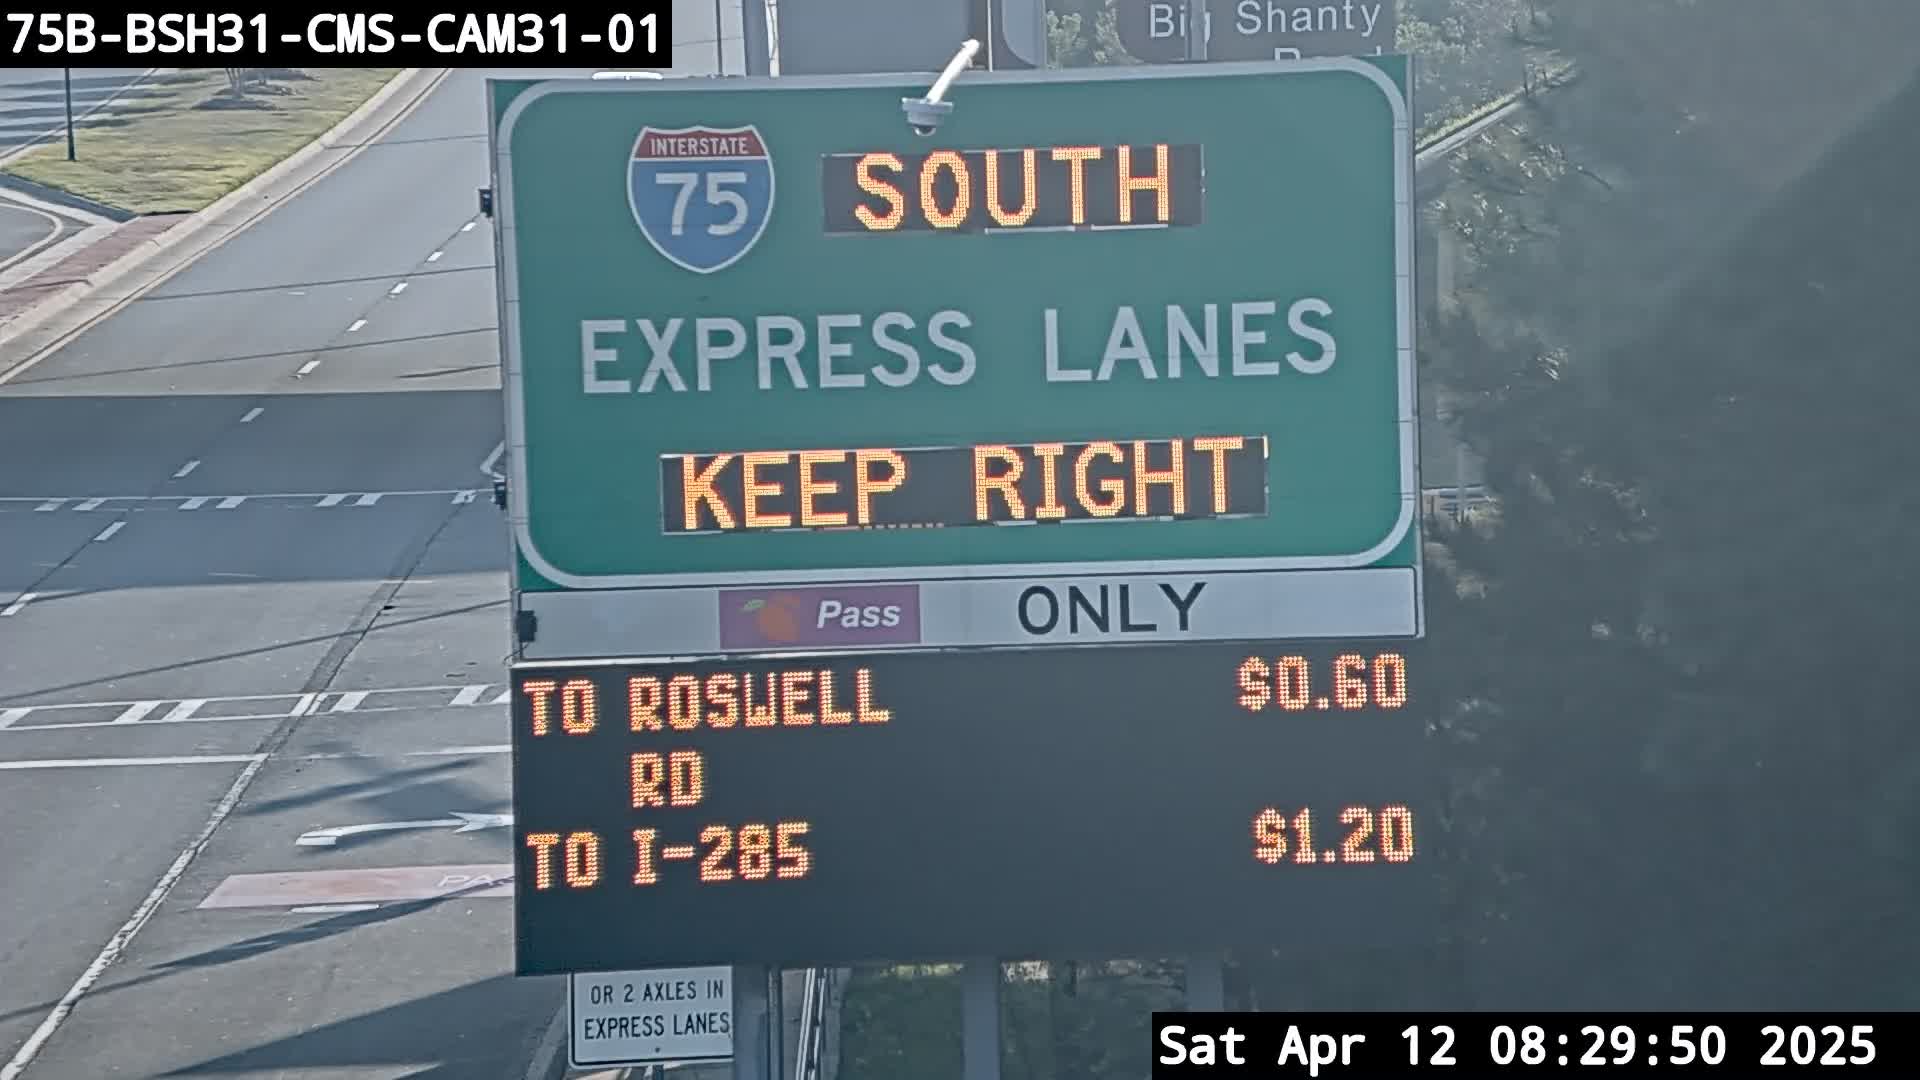 75B-BSH31-CMS-CAM31-01
Big Shanty
Road
INTERSTATE
75
SOUTH
EXPRESS LANES
KEEP RIGHT
Pass ONLY
TO ROSWELL $0.60
RD
TO I-285 $1.20
OR 2 AXLES IN
EXPRESS LANES
Sat Apr 12 08:29:50 2025